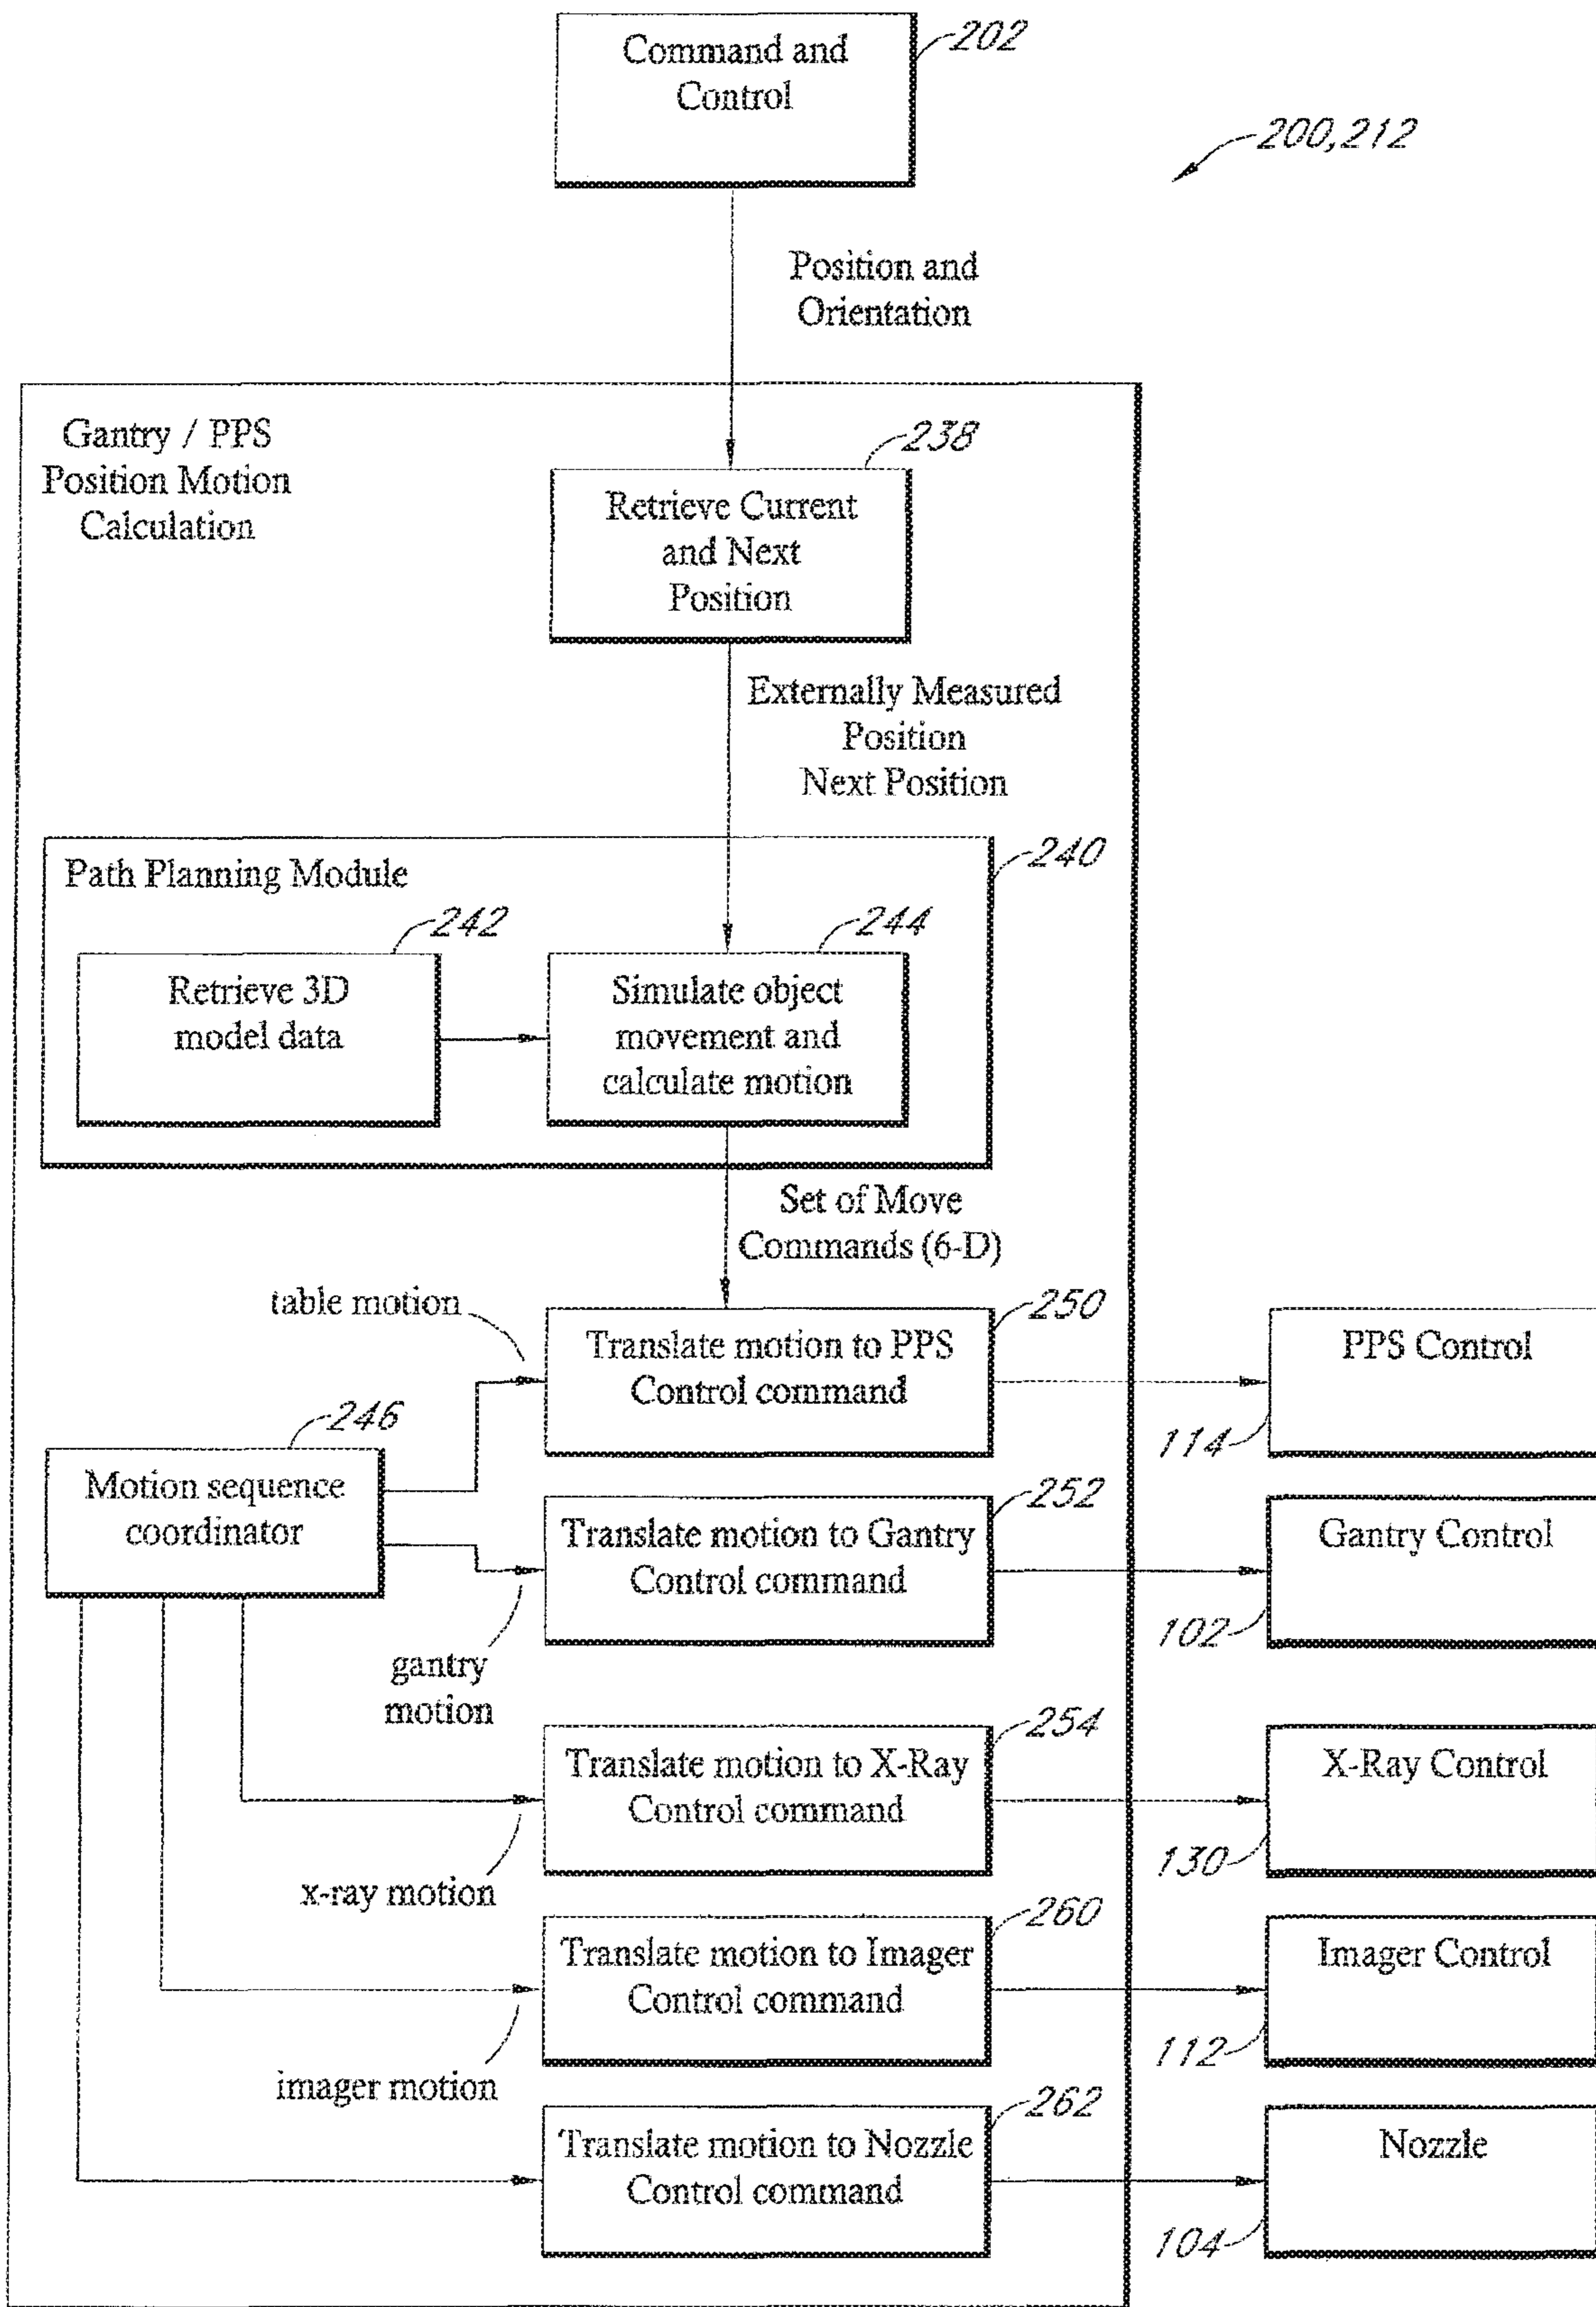 Command and
Control
202
200,212
Position and
Orientation
Gantry / PPS
Position Motion
Calculation
238
Retrieve Current
and Next
Position
Externally Measured
Position
Next Position
Path Planning Module
240
242
Retrieve 3D
model data
244
Simulate object
movement and
calculate motion
Set of Move
Commands (6-D)
table motion
250
Translate motion to PPS
Control command
PPS Control
114
246
Motion sequence
coordinator
252
Translate motion to Gantry
Control command
Gantry Control
102
gantry
motion
254
Translate motion to X-Ray
Control command
X-Ray Control
130
x-ray motion
260
Translate motion to Imager
Control command
Imager Control
112
imager motion
262
Translate motion to Nozzle
Control command
Nozzle
104